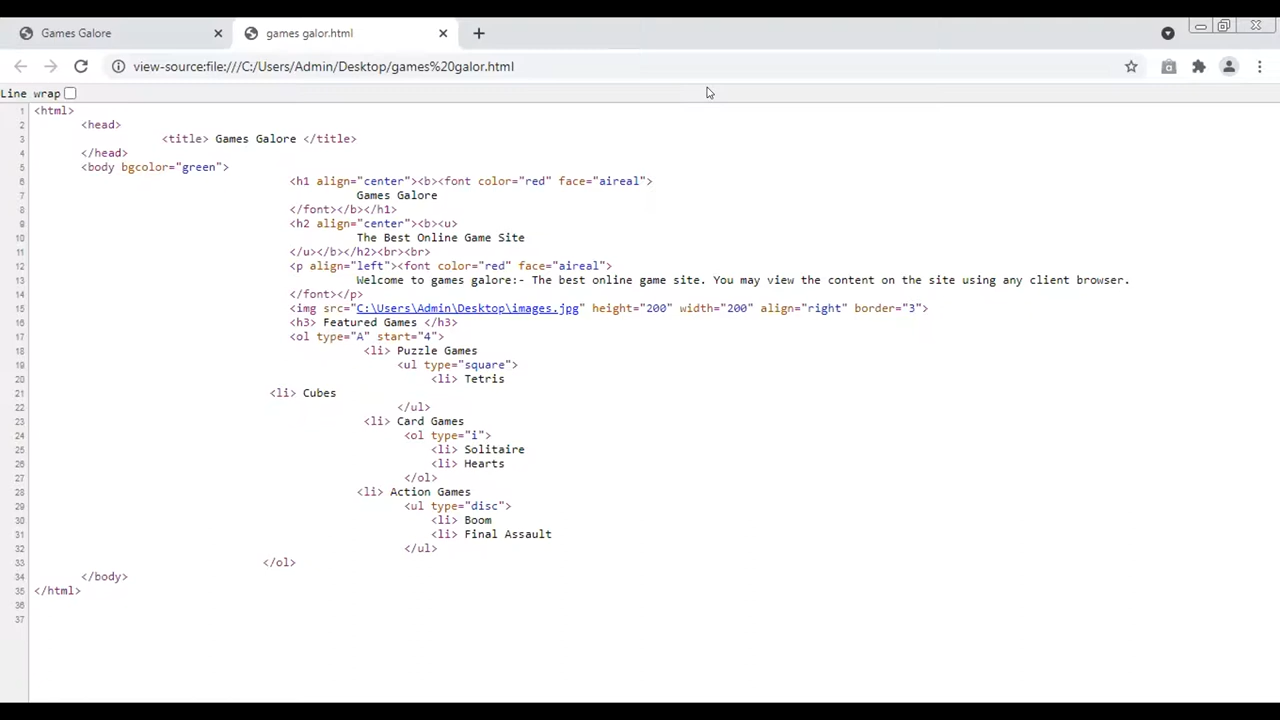 Games Galore
games galor.html
view-source:file:///C:/Users/Admin/Desktop/games%20galor.html
Line wrap
1 <html>
2 <head>
3 <title> Games Galore </title>
4 </head>
5 <body bgcolor="green">
6 <h1 align="center"><b><font color="red" face="aireal">
7 Games Galore
8 </font></b></h1>
9 <h2 align="center"><b><u>
10 The Best Online Game Site
11 </u></b></h2><br><br>
12 <p align="left"><font color="red" face="aireal">
13 Welcome to games galore:- The best online game site. You may view the content on the site using any client browser.
14 </font></p>
15 <img src="C:\Users\Admin\Desktop\images.jpg" height="200" width="200" align="right" border="3">
16 <h3> Featured Games </h3>
17 <ol type="A" start="4">
18 <li> Puzzle Games
19 <ul type="square">
20 <li> Tetris
21 <li> Cubes
22 </ul>
23 <li> Card Games
24 <ol type="i">
25 <li> Solitaire
26 <li> Hearts
27 </ol>
28 <li> Action Games
29 <ul type="disc">
30 <li> Boom
31 <li> Final Assault
32 </ul>
33 </ol>
34 </body>
35 </html>
36
37